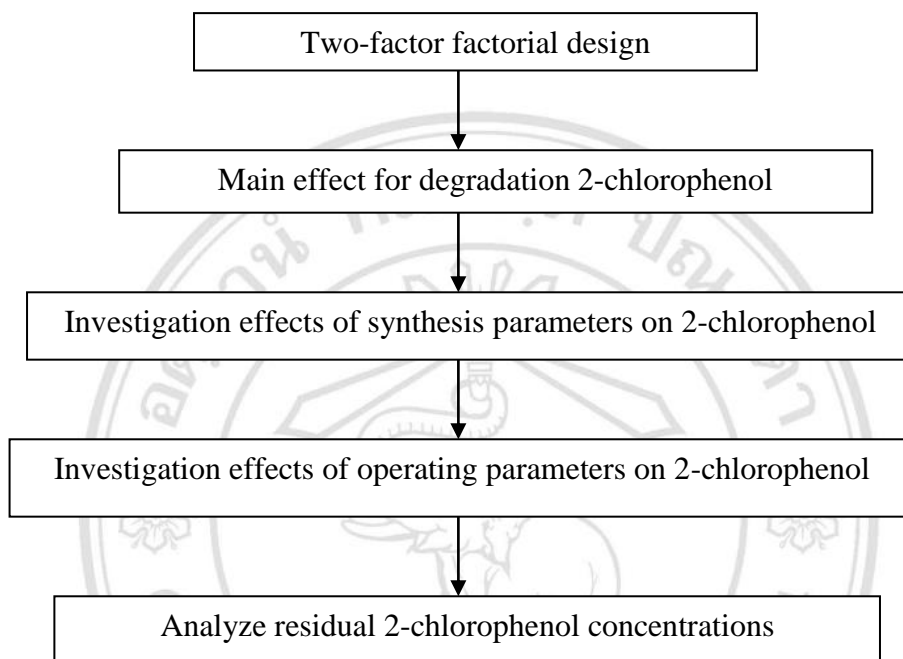 Two-factor factorial design
Main effect for degradation 2-chlorophenol
Investigation effects of synthesis parameters on 2-chlorophenol
Investigation effects of operating parameters on 2-chlorophenol
Analyze residual 2-chlorophenol concentrations